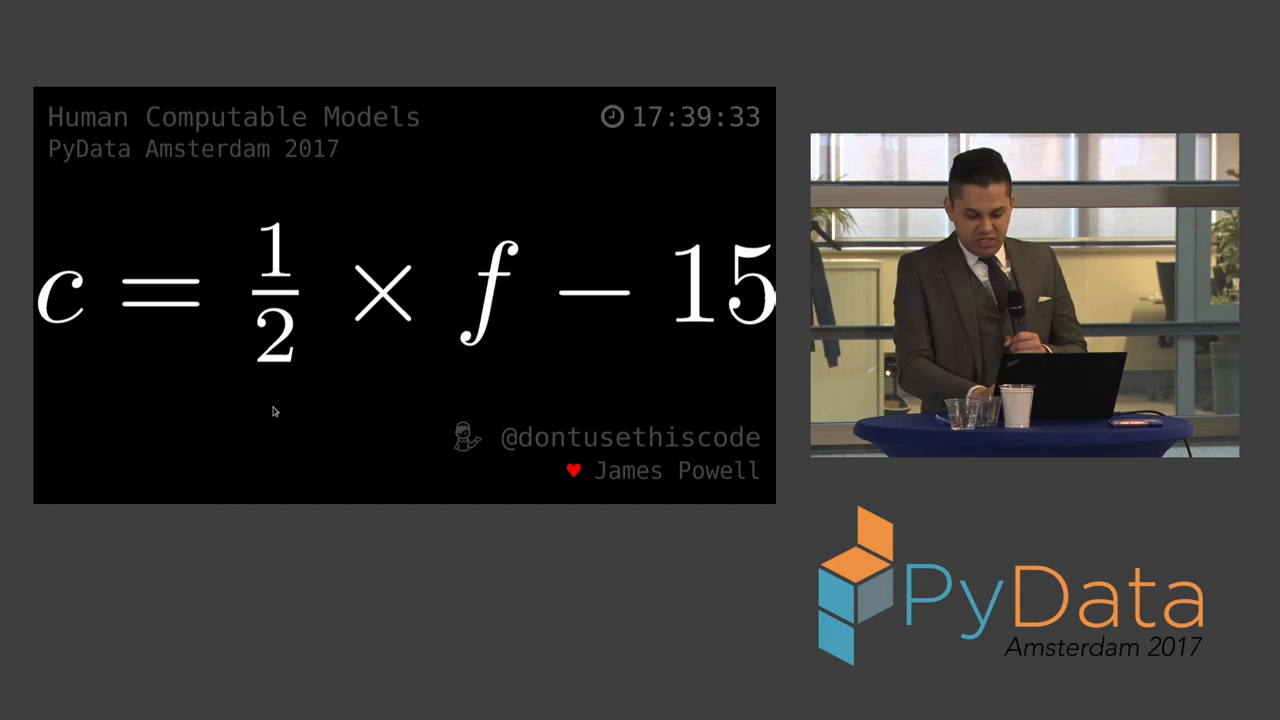 Human Computable Models
17:39:33
PyData Amsterdam 2017
c = 1/2 × f − 15
@dontusethiscode
♥ James Powell
PyData
Amsterdam 2017